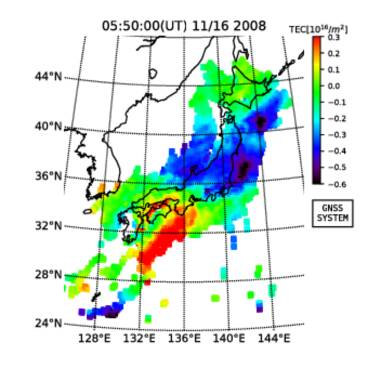 05:50:00(UT) 11/16 2008
TEC[10¹⁶/m²]
0.3
0.2
0.1
0.0
−0.1
−0.2
−0.3
−0.4
−0.5
−0.6
GNSS
SYSTEM
44°N
40°N
36°N
32°N
28°N
24°N
128°E 132°E 136°E 140°E 144°E